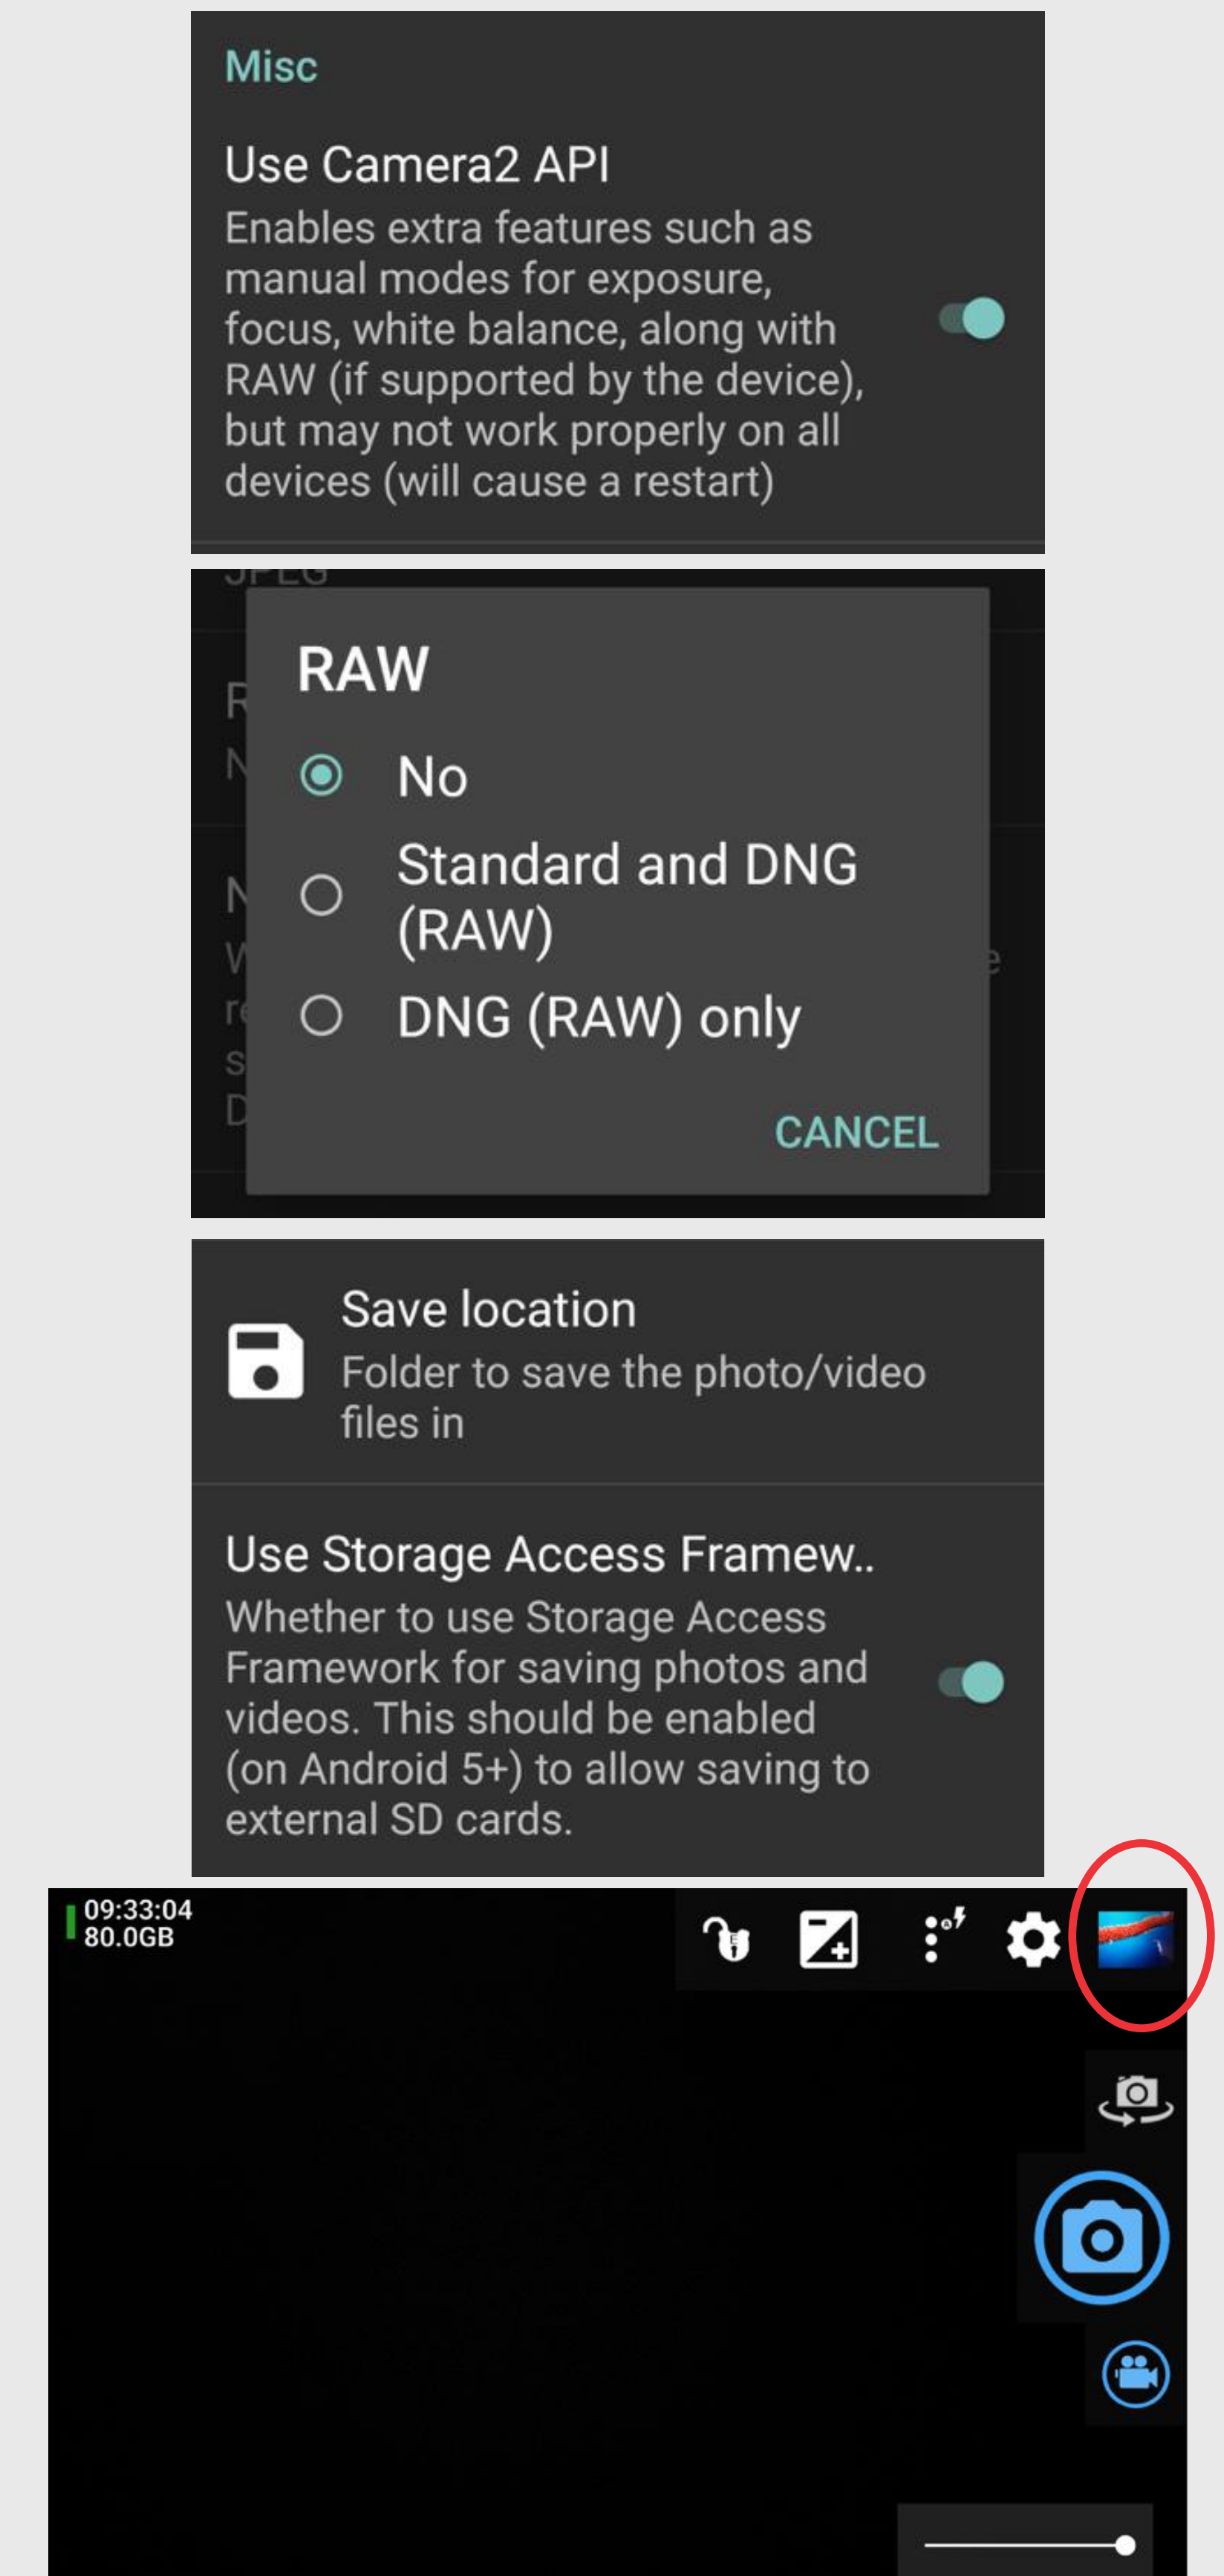 Misc
Use Camera2 API
Enables extra features such as
manual modes for exposure,
focus, white balance, along with
RAW (if supported by the device),
but may not work properly on all
devices (will cause a restart)
JPEG
RAW
No
Standard and DNG
(RAW)
DNG (RAW) only
CANCEL
Save location
Folder to save the photo/video
files in
Use Storage Access Framew..
Whether to use Storage Access
Framework for saving photos and
videos. This should be enabled
(on Android 5+) to allow saving to
external SD cards.
09:33:04
80.0GB